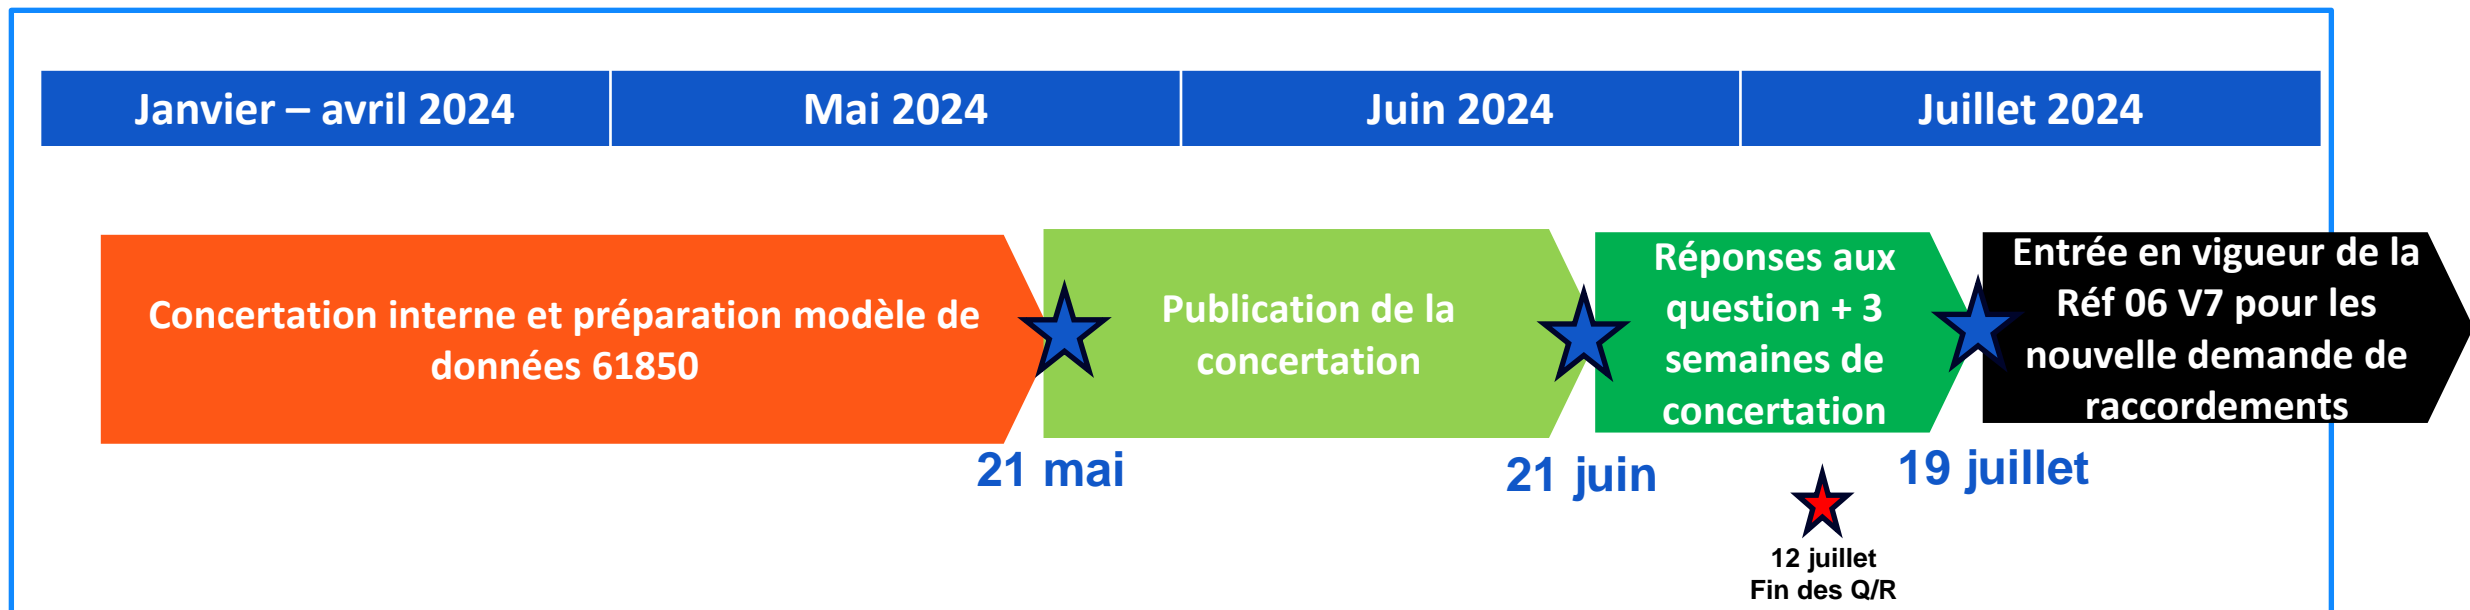 Janvier – avril 2024
Mai 2024
Juin 2024
Juillet 2024
Concertation interne et préparation modèle de
données 61850
Publication de la
concertation
Réponses aux
question + 3
semaines de
concertation
Entrée en vigueur de la
Réf 06 V7 pour les
nouvelle demande de
raccordements
21 mai
21 juin
19 juillet
12 juillet
Fin des Q/R